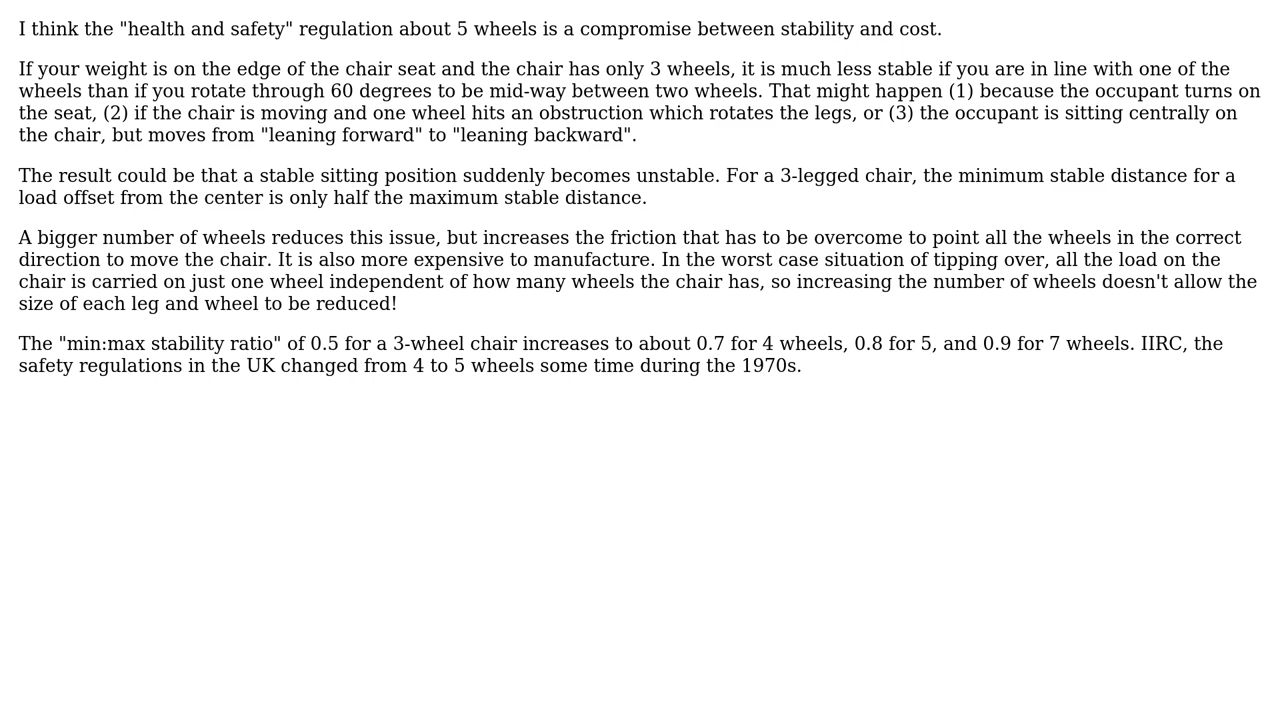 I think the "health and safety" regulation about 5 wheels is a compromise between stability and cost.
If your weight is on the edge of the chair seat and the chair has only 3 wheels, it is much less stable if you are in line with one of the
wheels than if you rotate through 60 degrees to be mid-way between two wheels. That might happen (1) because the occupant turns on
the seat, (2) if the chair is moving and one wheel hits an obstruction which rotates the legs, or (3) the occupant is sitting centrally on
the chair, but moves from "leaning forward" to "leaning backward".
The result could be that a stable sitting position suddenly becomes unstable. For a 3-legged chair, the minimum stable distance for a
load offset from the center is only half the maximum stable distance.
A bigger number of wheels reduces this issue, but increases the friction that has to be overcome to point all the wheels in the correct
direction to move the chair. It is also more expensive to manufacture. In the worst case situation of tipping over, all the load on the
chair is carried on just one wheel independent of how many wheels the chair has, so increasing the number of wheels doesn't allow the
size of each leg and wheel to be reduced!
The "min:max stability ratio" of 0.5 for a 3-wheel chair increases to about 0.7 for 4 wheels, 0.8 for 5, and 0.9 for 7 wheels. IIRC, the
safety regulations in the UK changed from 4 to 5 wheels some time during the 1970s.